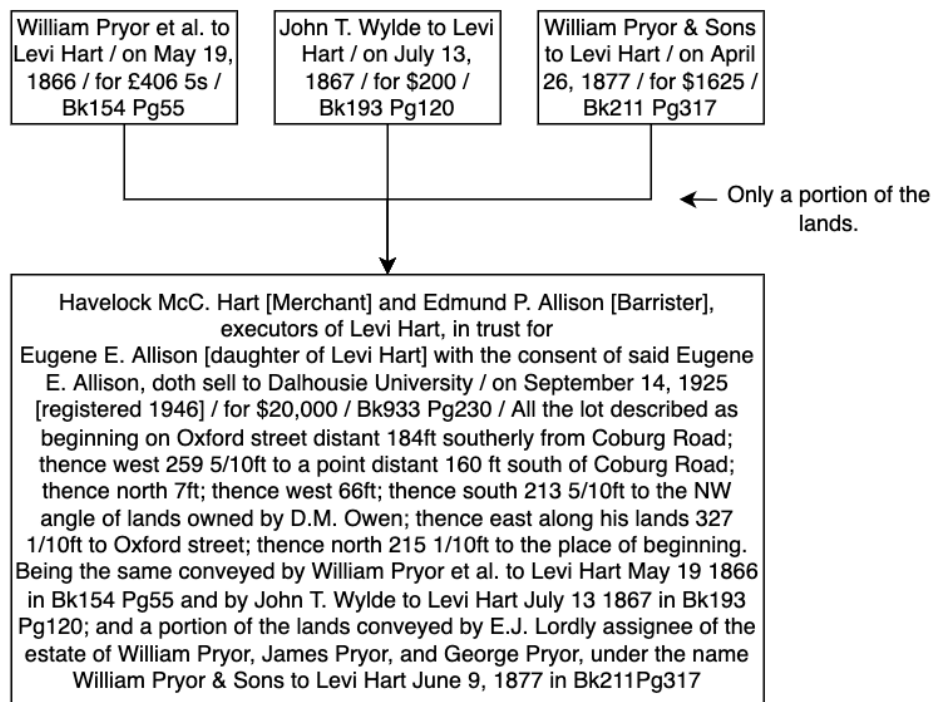 William Pryor et al. to
Levi Hart / on May 19,
1866 / for £406 5s /
Bk154 Pg55
John T. Wylde to Levi
Hart / on July 13,
1867 / for $200 /
Bk193 Pg120
William Pryor & Sons
to Levi Hart / on April
26, 1877 / for $1625 /
Bk211 Pg317
Only a portion of the
lands.
Havelock McC. Hart [Merchant] and Edmund P. Allison [Barrister],
executors of Levi Hart, in trust for
Eugene E. Allison [daughter of Levi Hart] with the consent of said Eugene
E. Allison, doth sell to Dalhousie University / on September 14, 1925
[registered 1946] / for $20,000 / Bk933 Pg230 / All the lot described as
beginning on Oxford street distant 184ft southerly from Coburg Road;
thence west 259 5/10ft to a point distant 160 ft south of Coburg Road;
thence north 7ft; thence west 66ft; thence south 213 5/10ft to the NW
angle of lands owned by D.M. Owen; thence east along his lands 327
1/10ft to Oxford street; thence north 215 1/10ft to the place of beginning.
Being the same conveyed by William Pryor et al. to Levi Hart May 19 1866
in Bk154 Pg55 and by John T. Wylde to Levi Hart July 13 1867 in Bk193
Pg120; and a portion of the lands conveyed by E.J. Lordly assignee of the
estate of William Pryor, James Pryor, and George Pryor, under the name
William Pryor & Sons to Levi Hart June 9, 1877 in Bk211Pg317